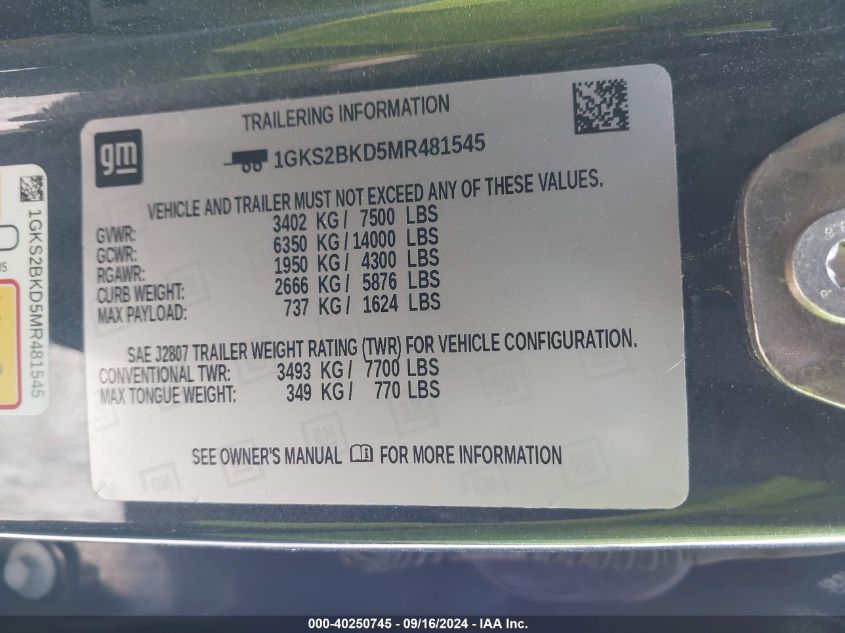 TRAILERING INFORMATION
gm
1GKS2BKD5MR481545
VEHICLE AND TRAILER MUST NOT EXCEED ANY OF THESE VALUES.
GVWR: 3402 KG / 7500 LBS
GCWR: 6350 KG / 14000 LBS
RGAWR: 1950 KG / 4300 LBS
CURB WEIGHT: 2666 KG / 5876 LBS
MAX PAYLOAD: 737 KG / 1624 LBS
SAE J2807 TRAILER WEIGHT RATING (TWR) FOR VEHICLE CONFIGURATION.
CONVENTIONAL TWR: 3493 KG / 7700 LBS
MAX TONGUE WEIGHT: 349 KG / 770 LBS
SEE OWNER'S MANUAL FOR MORE INFORMATION
1GKS2BKD5MR481545
000-40250745 - 09/16/2024 - IAA Inc.